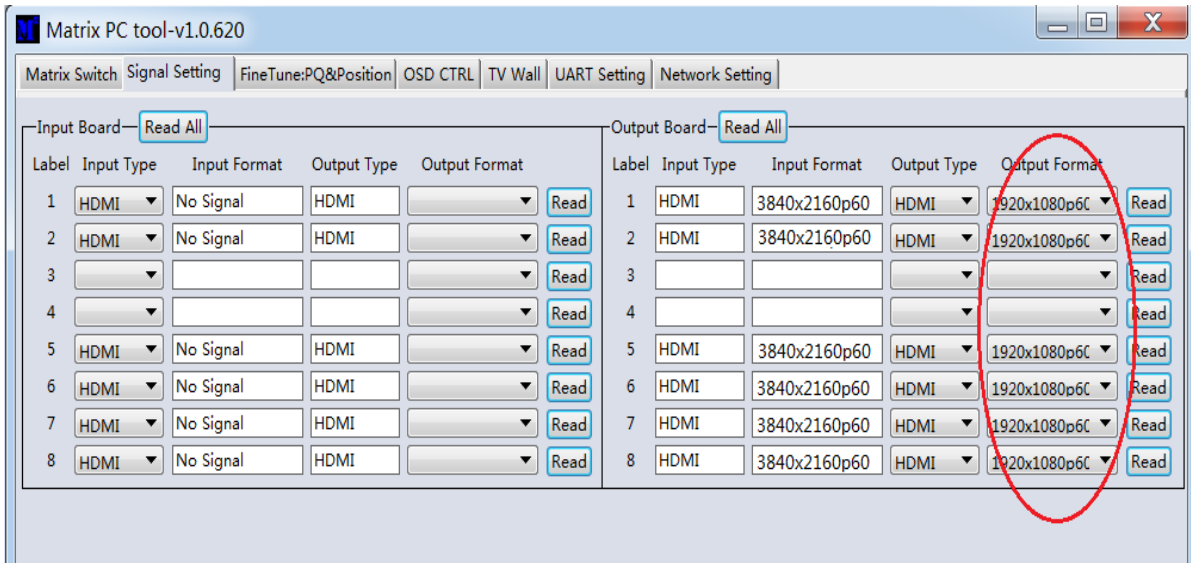 Matrix PC tool-v1.0.620
Matrix Switch Signal Setting FineTune:PQ&Position OSD CTRL TV Wall UART Setting Network Setting
Input Board Read All Output Board Read All
Label Input Type Input Format Output Type Output Format Label Input Type Input Format Output Type Output Format
1 HDMI No Signal HDMI Read 1 HDMI 3840x2160p60 HDMI 1920x1080p60 Read
2 HDMI No Signal HDMI Read 2 HDMI 3840x2160p60 HDMI 1920x1080p60 Read
3 Read 3 Read
4 Read 4 Read
5 HDMI No Signal HDMI Read 5 HDMI 3840x2160p60 HDMI 1920x1080p60 Read
6 HDMI No Signal HDMI Read 6 HDMI 3840x2160p60 HDMI 1920x1080p60 Read
7 HDMI No Signal HDMI Read 7 HDMI 3840x2160p60 HDMI 1920x1080p60 Read
8 HDMI No Signal HDMI Read 8 HDMI 3840x2160p60 HDMI 1920x1080p60 Read